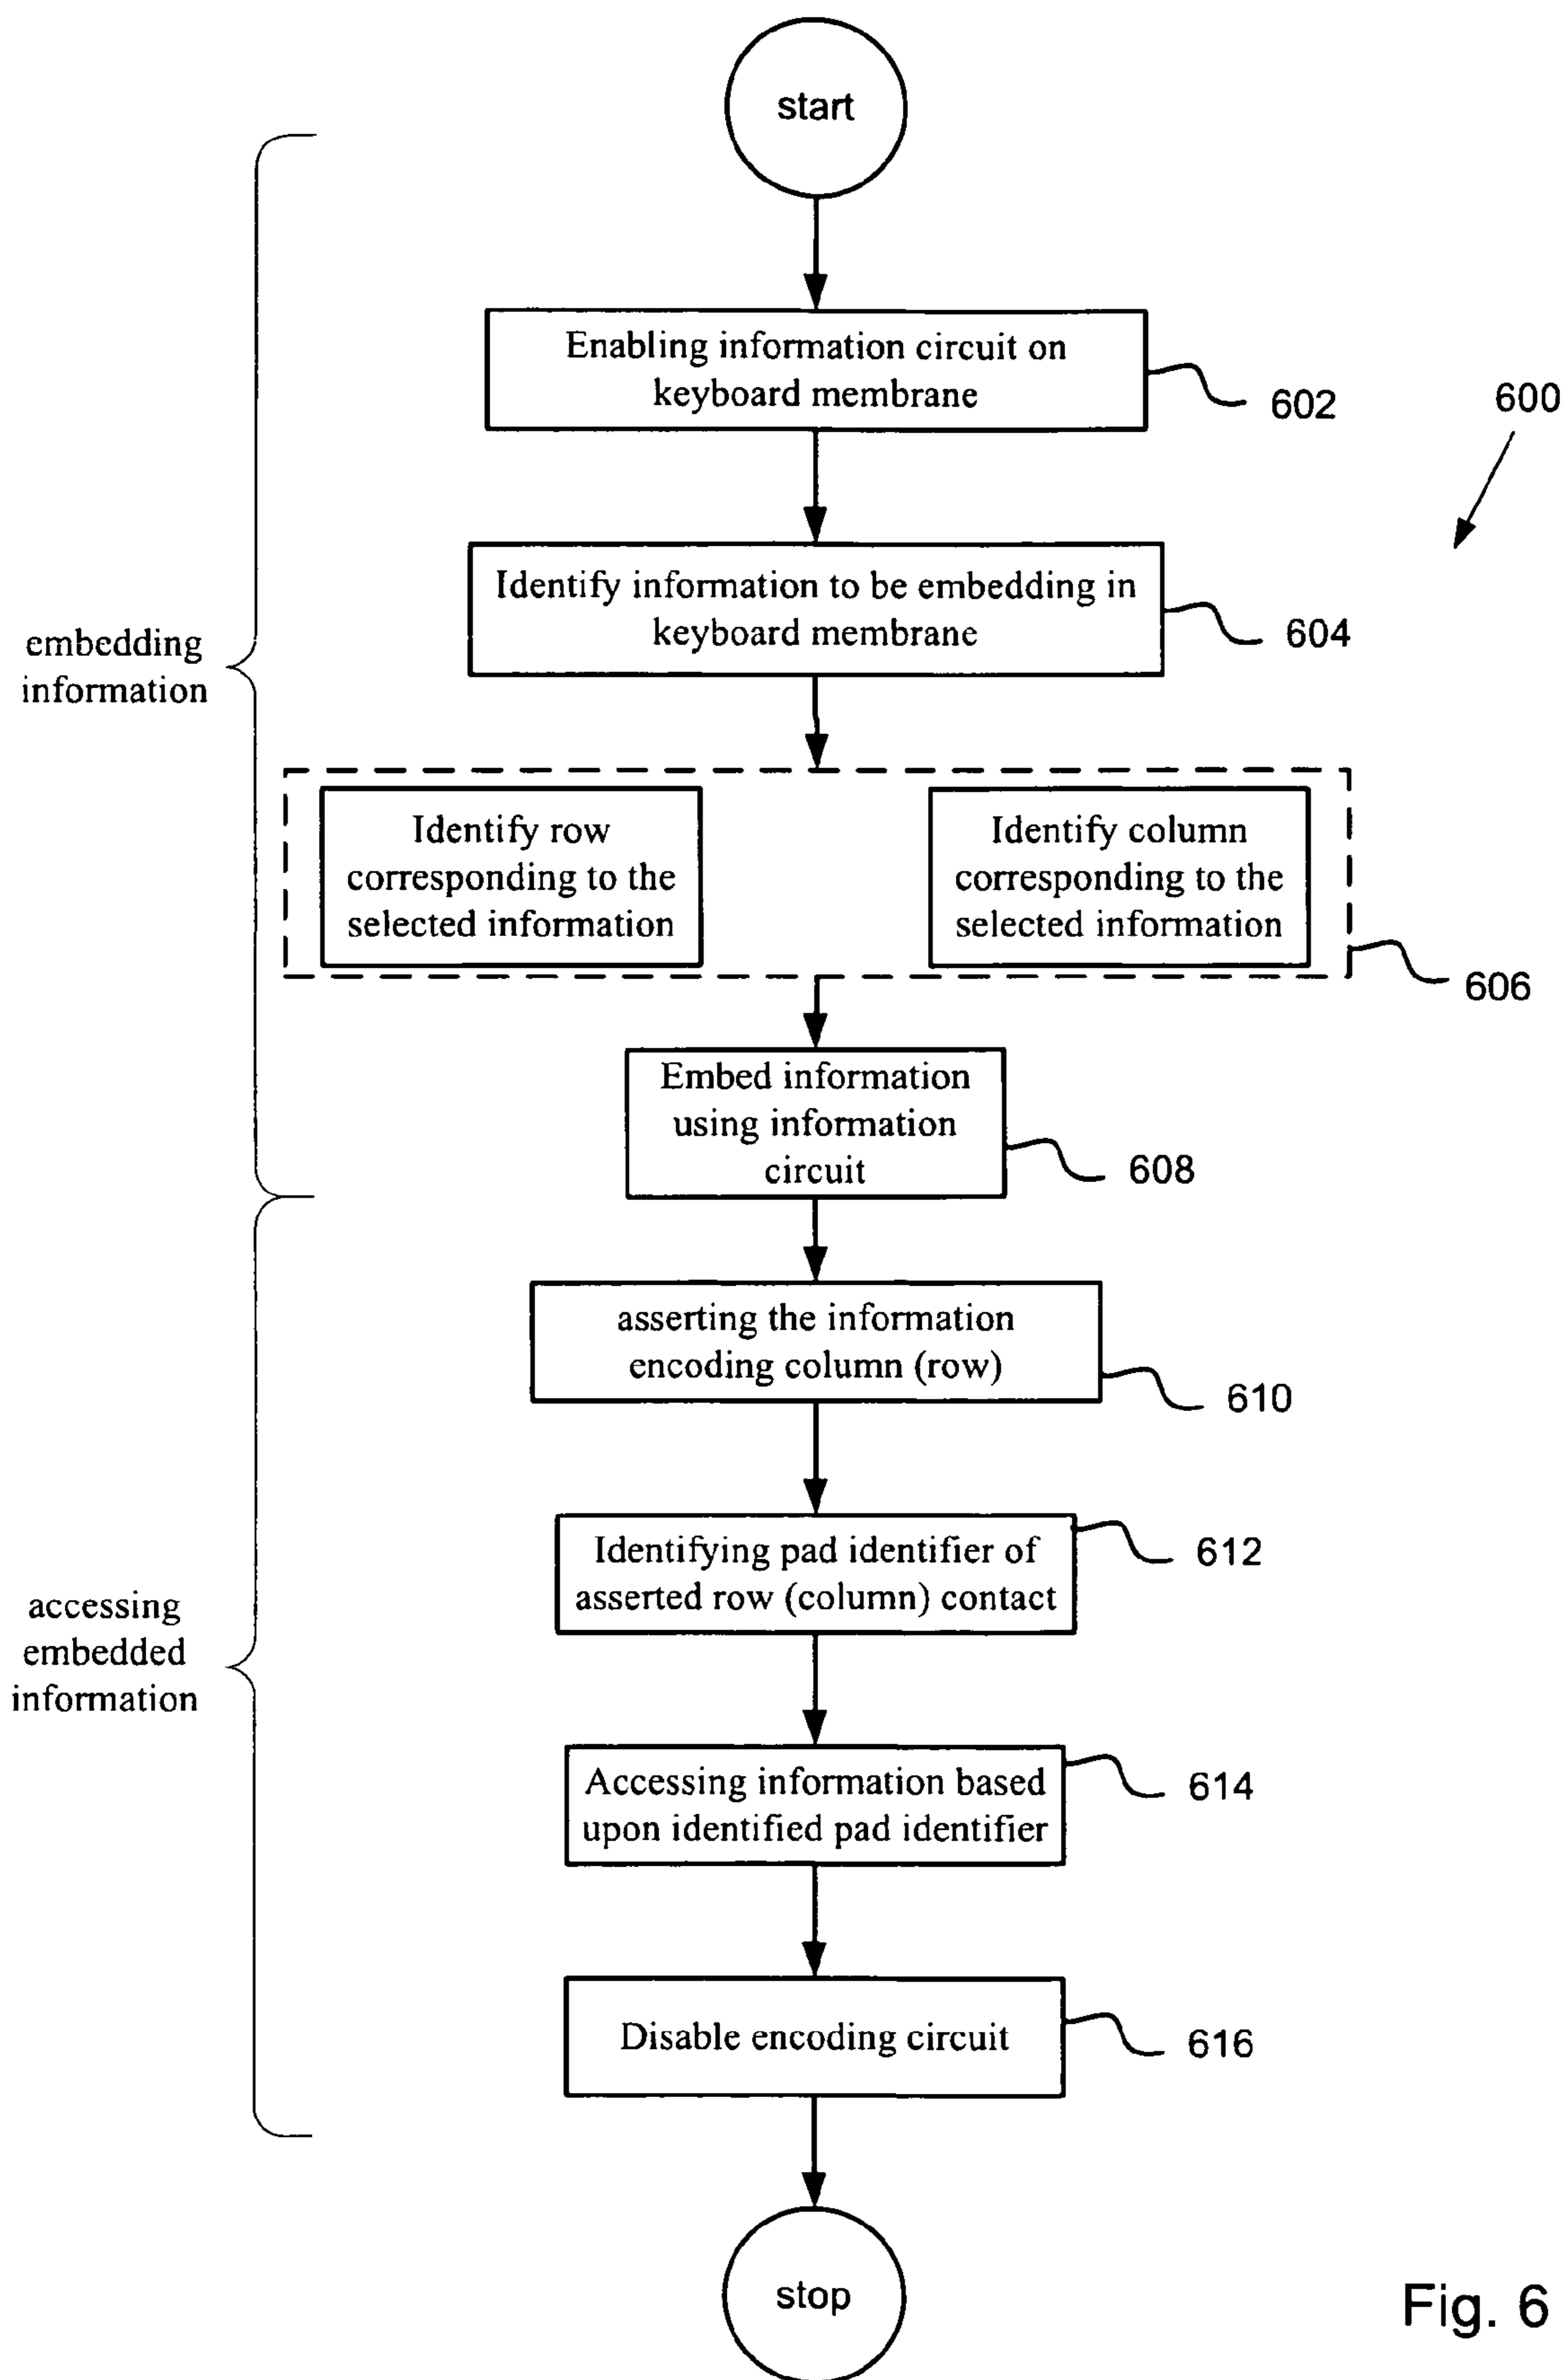 start
Enabling information circuit on
keyboard membrane
602
600
Identify information to be embedding in
keyboard membrane
604
embedding
information
Identify row
corresponding to the
selected information
Identify column
corresponding to the
selected information
606
Embed information
using information
circuit
608
asserting the information
encoding column (row)
610
Identifying pad identifier of
asserted row (column) contact
612
accessing
embedded
information
Accessing information based
upon identified pad identifier
614
Disable encoding circuit
616
stop
Fig. 6